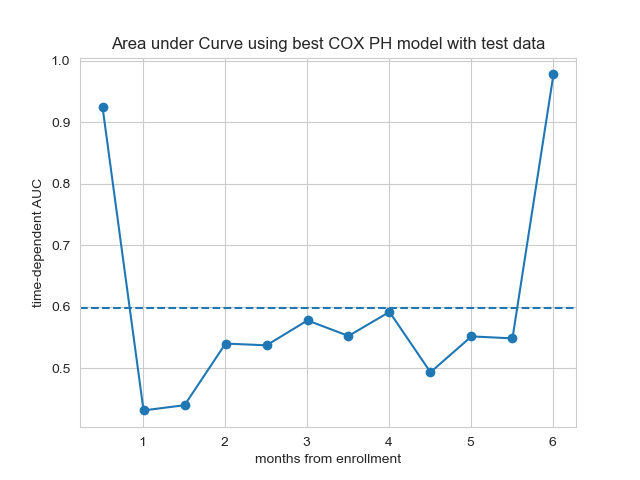 Area under Curve using best COX PH model with test data
1.0
0.9
0.8
0.7
0.6
0.5
time-dependent AUC
1 2 3 4 5 6
months from enrollment